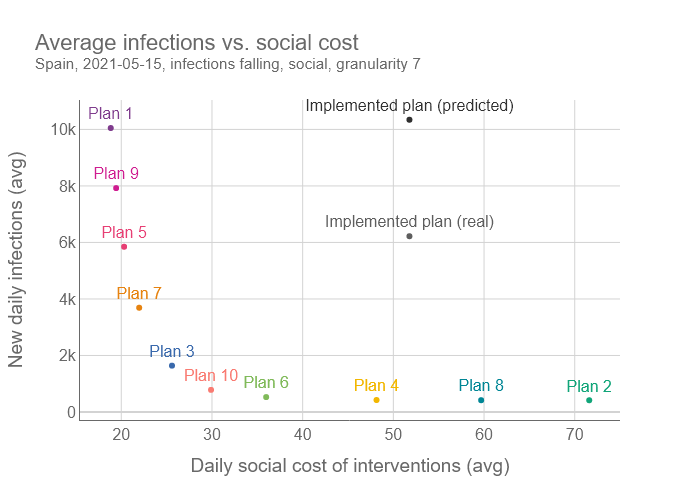 Average infections vs. social cost
Spain, 2021-05-15, infections falling, social, granularity 7
New daily infections (avg)
10k
8k
6k
4k
2k
0
Plan 1
Implemented plan (predicted)
Plan 9
Implemented plan (real)
Plan 5
Plan 7
Plan 3
Plan 10
Plan 6
Plan 4
Plan 8
Plan 2
20
30
40
50
60
70
Daily social cost of interventions (avg)